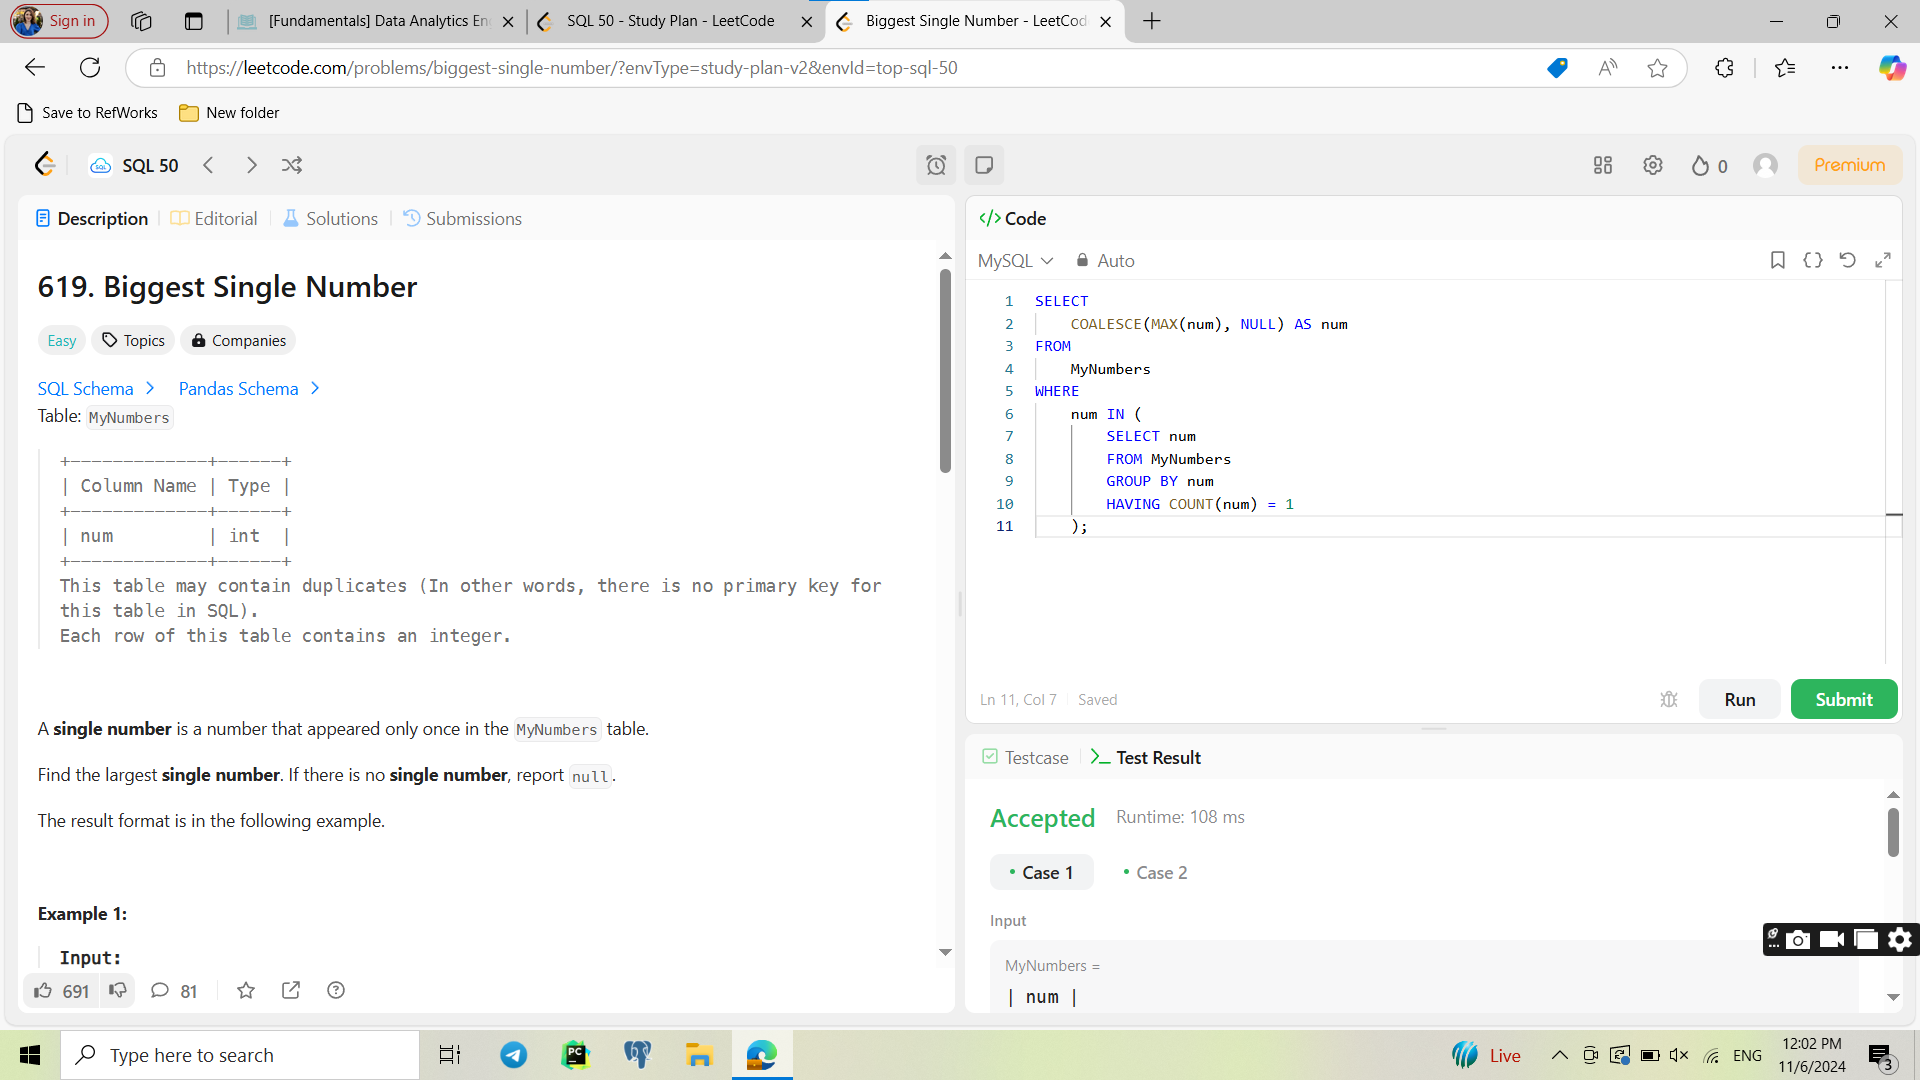 Sign in
[Fundamentals] Data Analytics En
SQL 50 - Study Plan - LeetCode
Biggest Single Number - LeetCod
https://leetcode.com/problems/biggest-single-number/?envType=study-plan-v2&envId=top-sql-50
Save to RefWorks
New folder
SQL 50
0
Premium
Description
Editorial
Solutions
Submissions
619. Biggest Single Number
Easy
Topics
Companies
SQL Schema
Pandas Schema
Table: MyNumbers
+-------------+------+
| Column Name | Type |
+-------------+------+
| num         | int  |
+-------------+------+
This table may contain duplicates (In other words, there is no primary key for
this table in SQL).
Each row of this table contains an integer.
A single number is a number that appeared only once in the MyNumbers table.
Find the largest single number. If there is no single number, report null.
The result format is in the following example.
Example 1:
Input:
691
81
</> Code
MySQL
Auto
1 SELECT
2     COALESCE(MAX(num), NULL) AS num
3 FROM
4     MyNumbers
5 WHERE
6     num IN (
7         SELECT num
8         FROM MyNumbers
9         GROUP BY num
10         HAVING COUNT(num) = 1
11     );
Ln 11, Col 7
Saved
Run
Submit
Testcase
Test Result
Accepted
Runtime: 108 ms
Case 1
Case 2
Input
MyNumbers =
| num |
Type here to search
Live
ENG
12:02 PM
11/6/2024
3